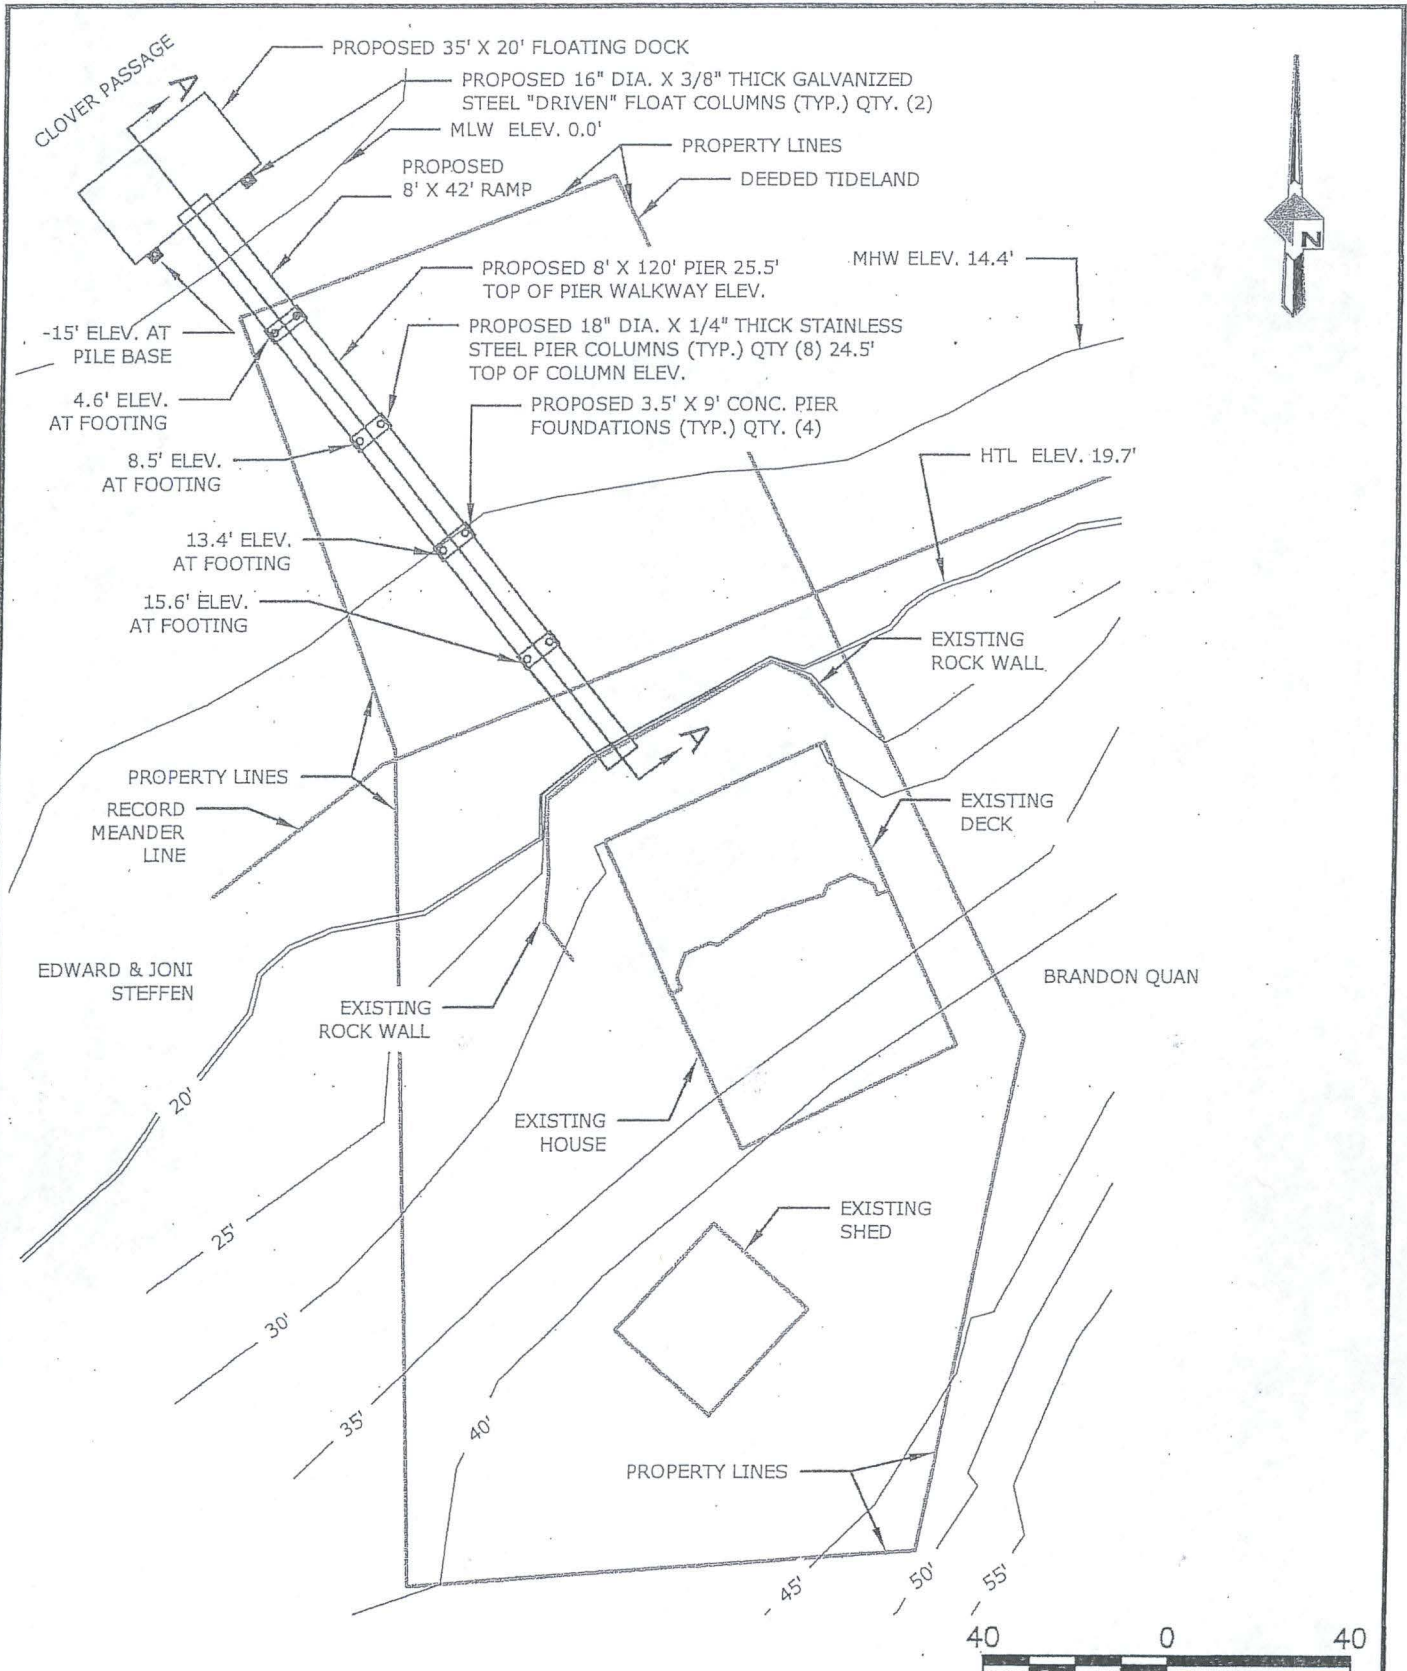 PROPOSED 35' X 20' FLOATING DOCK
CLOVER PASSAGE
A
PROPOSED 16" DIA. X 3/8" THICK GALVANIZED
STEEL "DRIVEN" FLOAT COLUMNS (TYP.) QTY. (2)
MLW ELEV. 0.0'
PROPERTY LINES
PROPOSED
8' X 42' RAMP
DEEDED TIDELAND
N
MHW ELEV. 14.4'
PROPOSED 8' X 120' PIER 25.5'
TOP OF PIER WALKWAY ELEV.
-15' ELEV. AT
PILE BASE
PROPOSED 18" DIA. X 1/4" THICK STAINLESS
STEEL PIER COLUMNS (TYP.) QTY (8) 24.5'
TOP OF COLUMN ELEV.
4.6' ELEV.
AT FOOTING
PROPOSED 3.5' X 9' CONC. PIER
FOUNDATIONS (TYP.) QTY. (4)
8.5' ELEV.
AT FOOTING
HTL ELEV. 19.7'
13.4' ELEV.
AT FOOTING
15.6' ELEV.
AT FOOTING
EXISTING
ROCK WALL
A
PROPERTY LINES
RECORD
MEANDER
LINE
EXISTING
DECK
EDWARD & JONI
STEFFEN
BRANDON QUAN
EXISTING
ROCK WALL
20'
EXISTING
HOUSE
EXISTING
SHED
25'
30'
35'
40'
PROPERTY LINES
45'
50'
55'
40 0 40